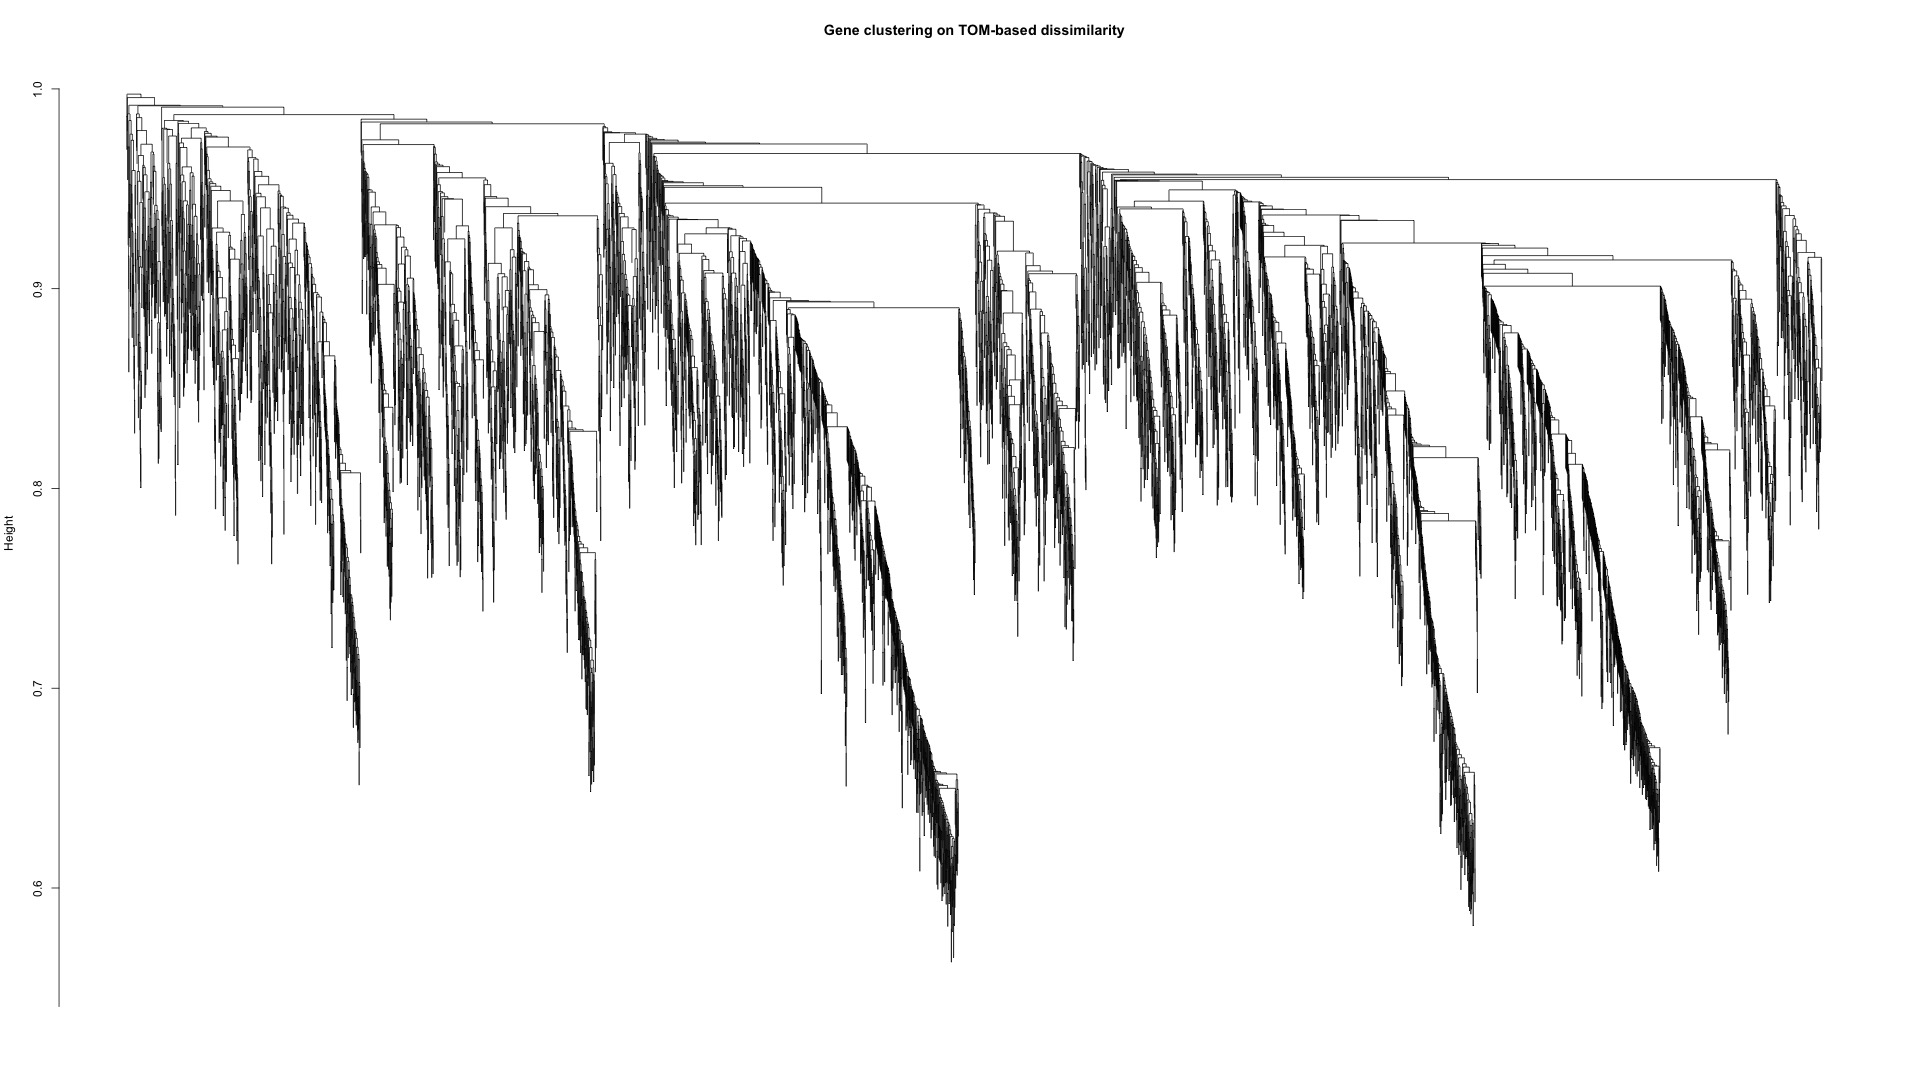 Gene clustering on TOM-based dissimilarity
1.0
0.9
0.8
Height
0.7
0.6